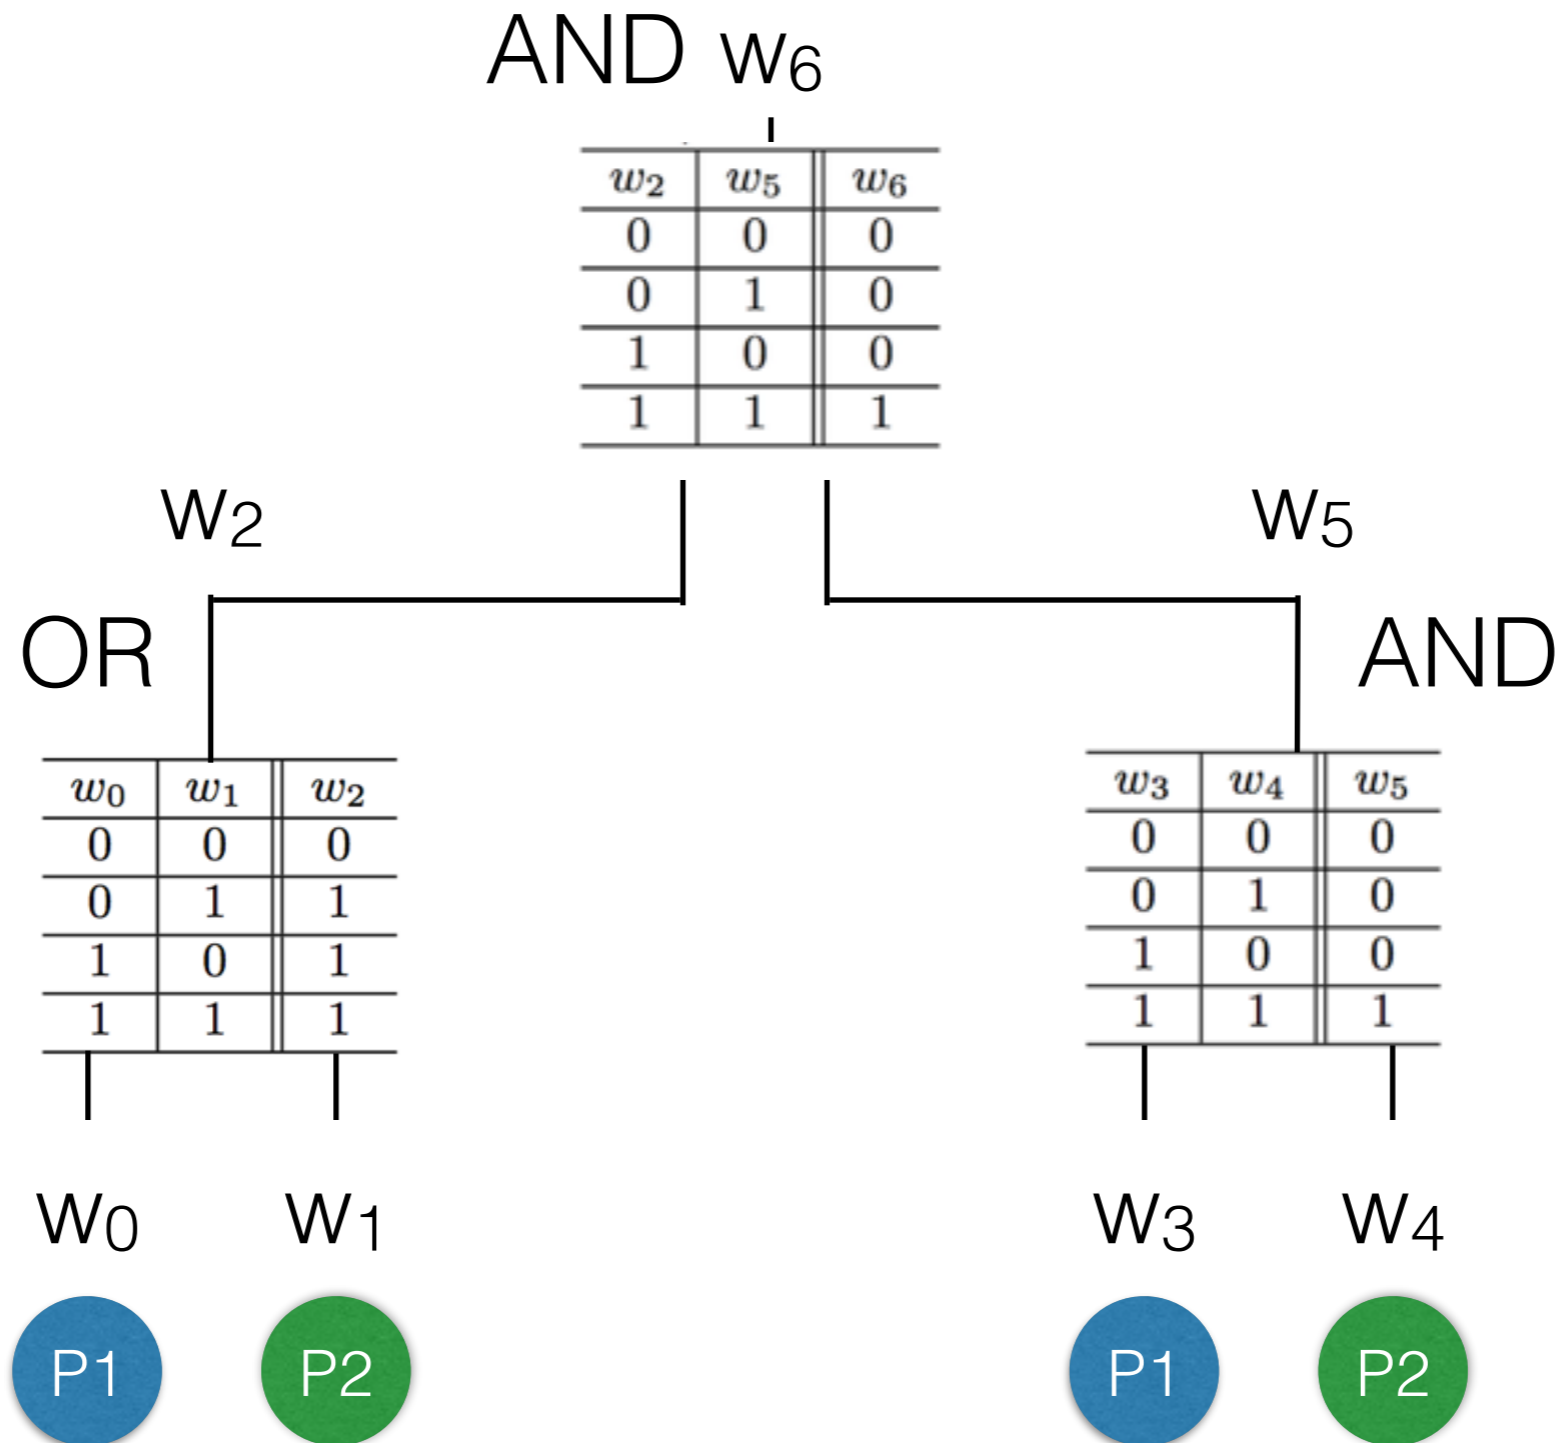 AND w6
w2 w5 w6
0 0 0
0 1 0
1 0 0
1 1 1
w2
w5
OR
AND
w0 w1 w2
0 0 0
0 1 1
1 0 1
1 1 1
w3 w4 w5
0 0 0
0 1 0
1 0 0
1 1 1
w0 w1 w3 w4
P1 P2 P1 P2